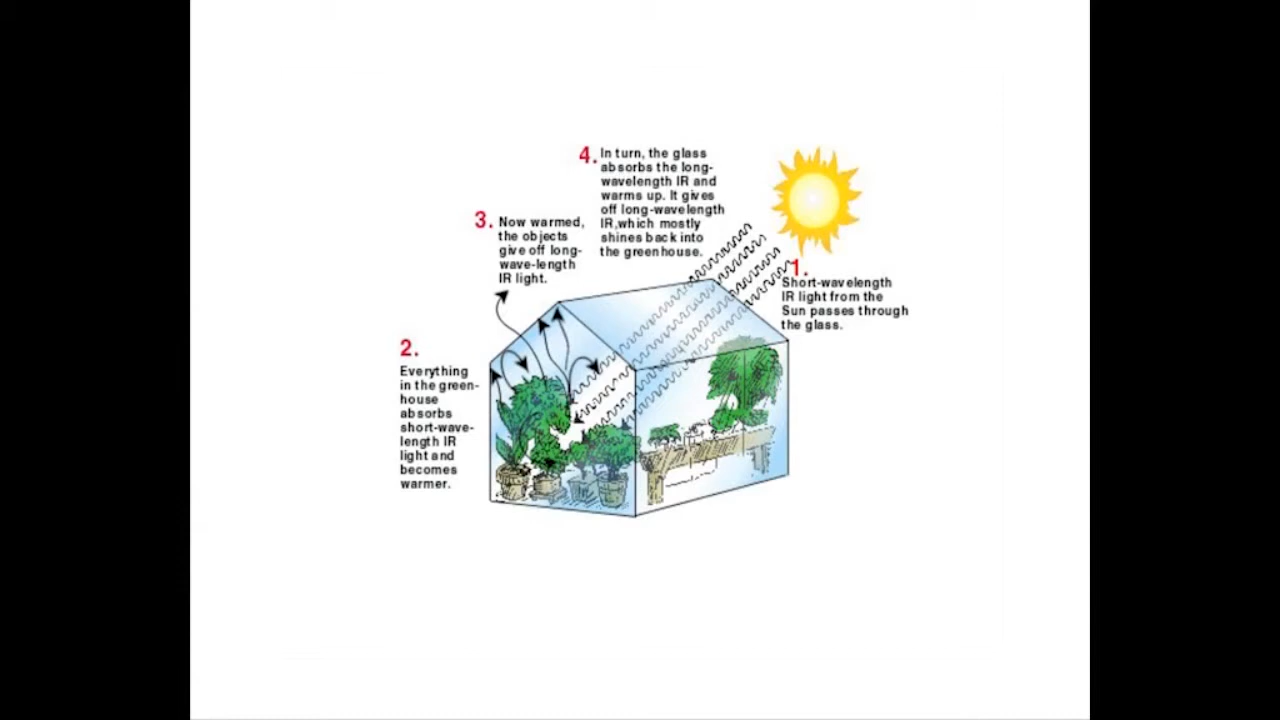 1.
Short-wavelength
IR light from the
Sun passes through
the glass.
2.
Everything
in the green-
house
absorbs
short-wave-
length IR
light and
becomes
warmer.
3. Now warmed,
the objects
give off long-
wave-length
IR light.
4. In turn, the glass
absorbs the long-
wavelength IR and
warms up. It gives
off long-wavelength
IR,which mostly
shines back into
the greenhouse.